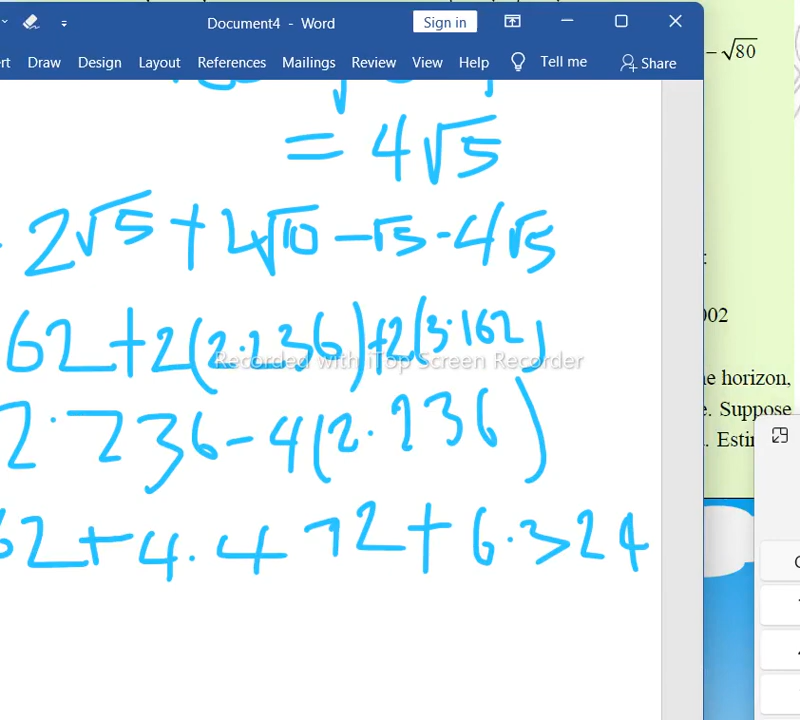 Document4 - Word
Sign in
Draw Design Layout References Mailings Review View Help Tell me Share
−√80
= 4√5
2√5 + 2√10 − √5 - 4√5
62 + 2(2.236) + 2(3.162)
002
Recorded with iTop Screen Recorder
he horizon,
e. Suppose
2.236 − 4(2.236)
. Esti
62 + 4.472 + 6.324